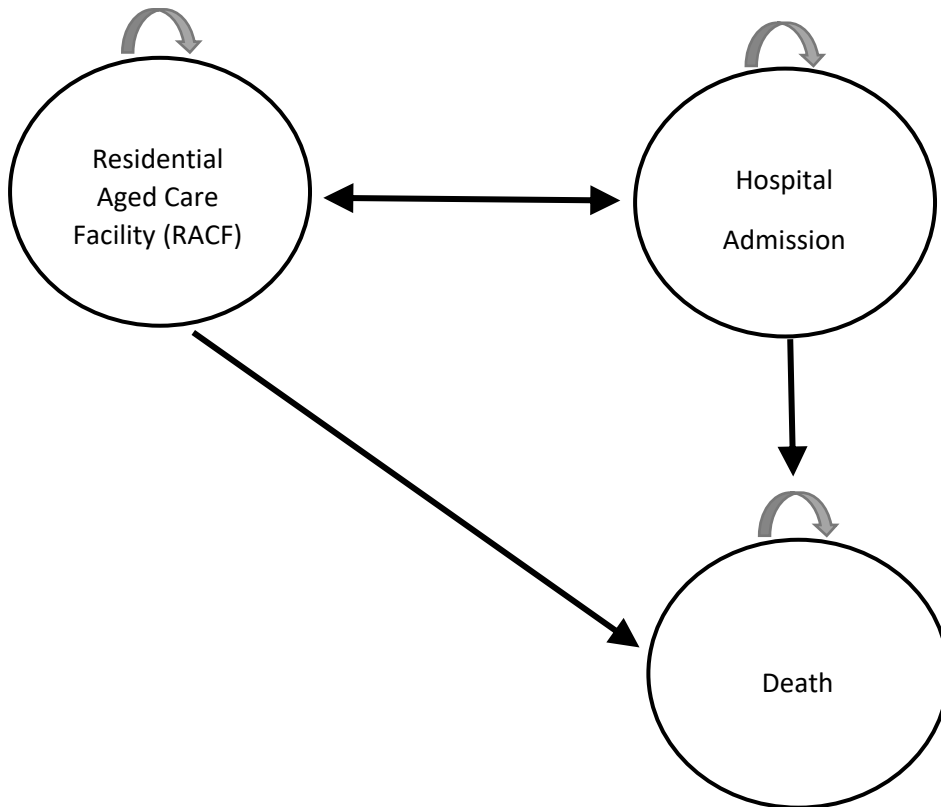 Residential
Aged Care
Facility (RACF)
Hospital
Admission
Death